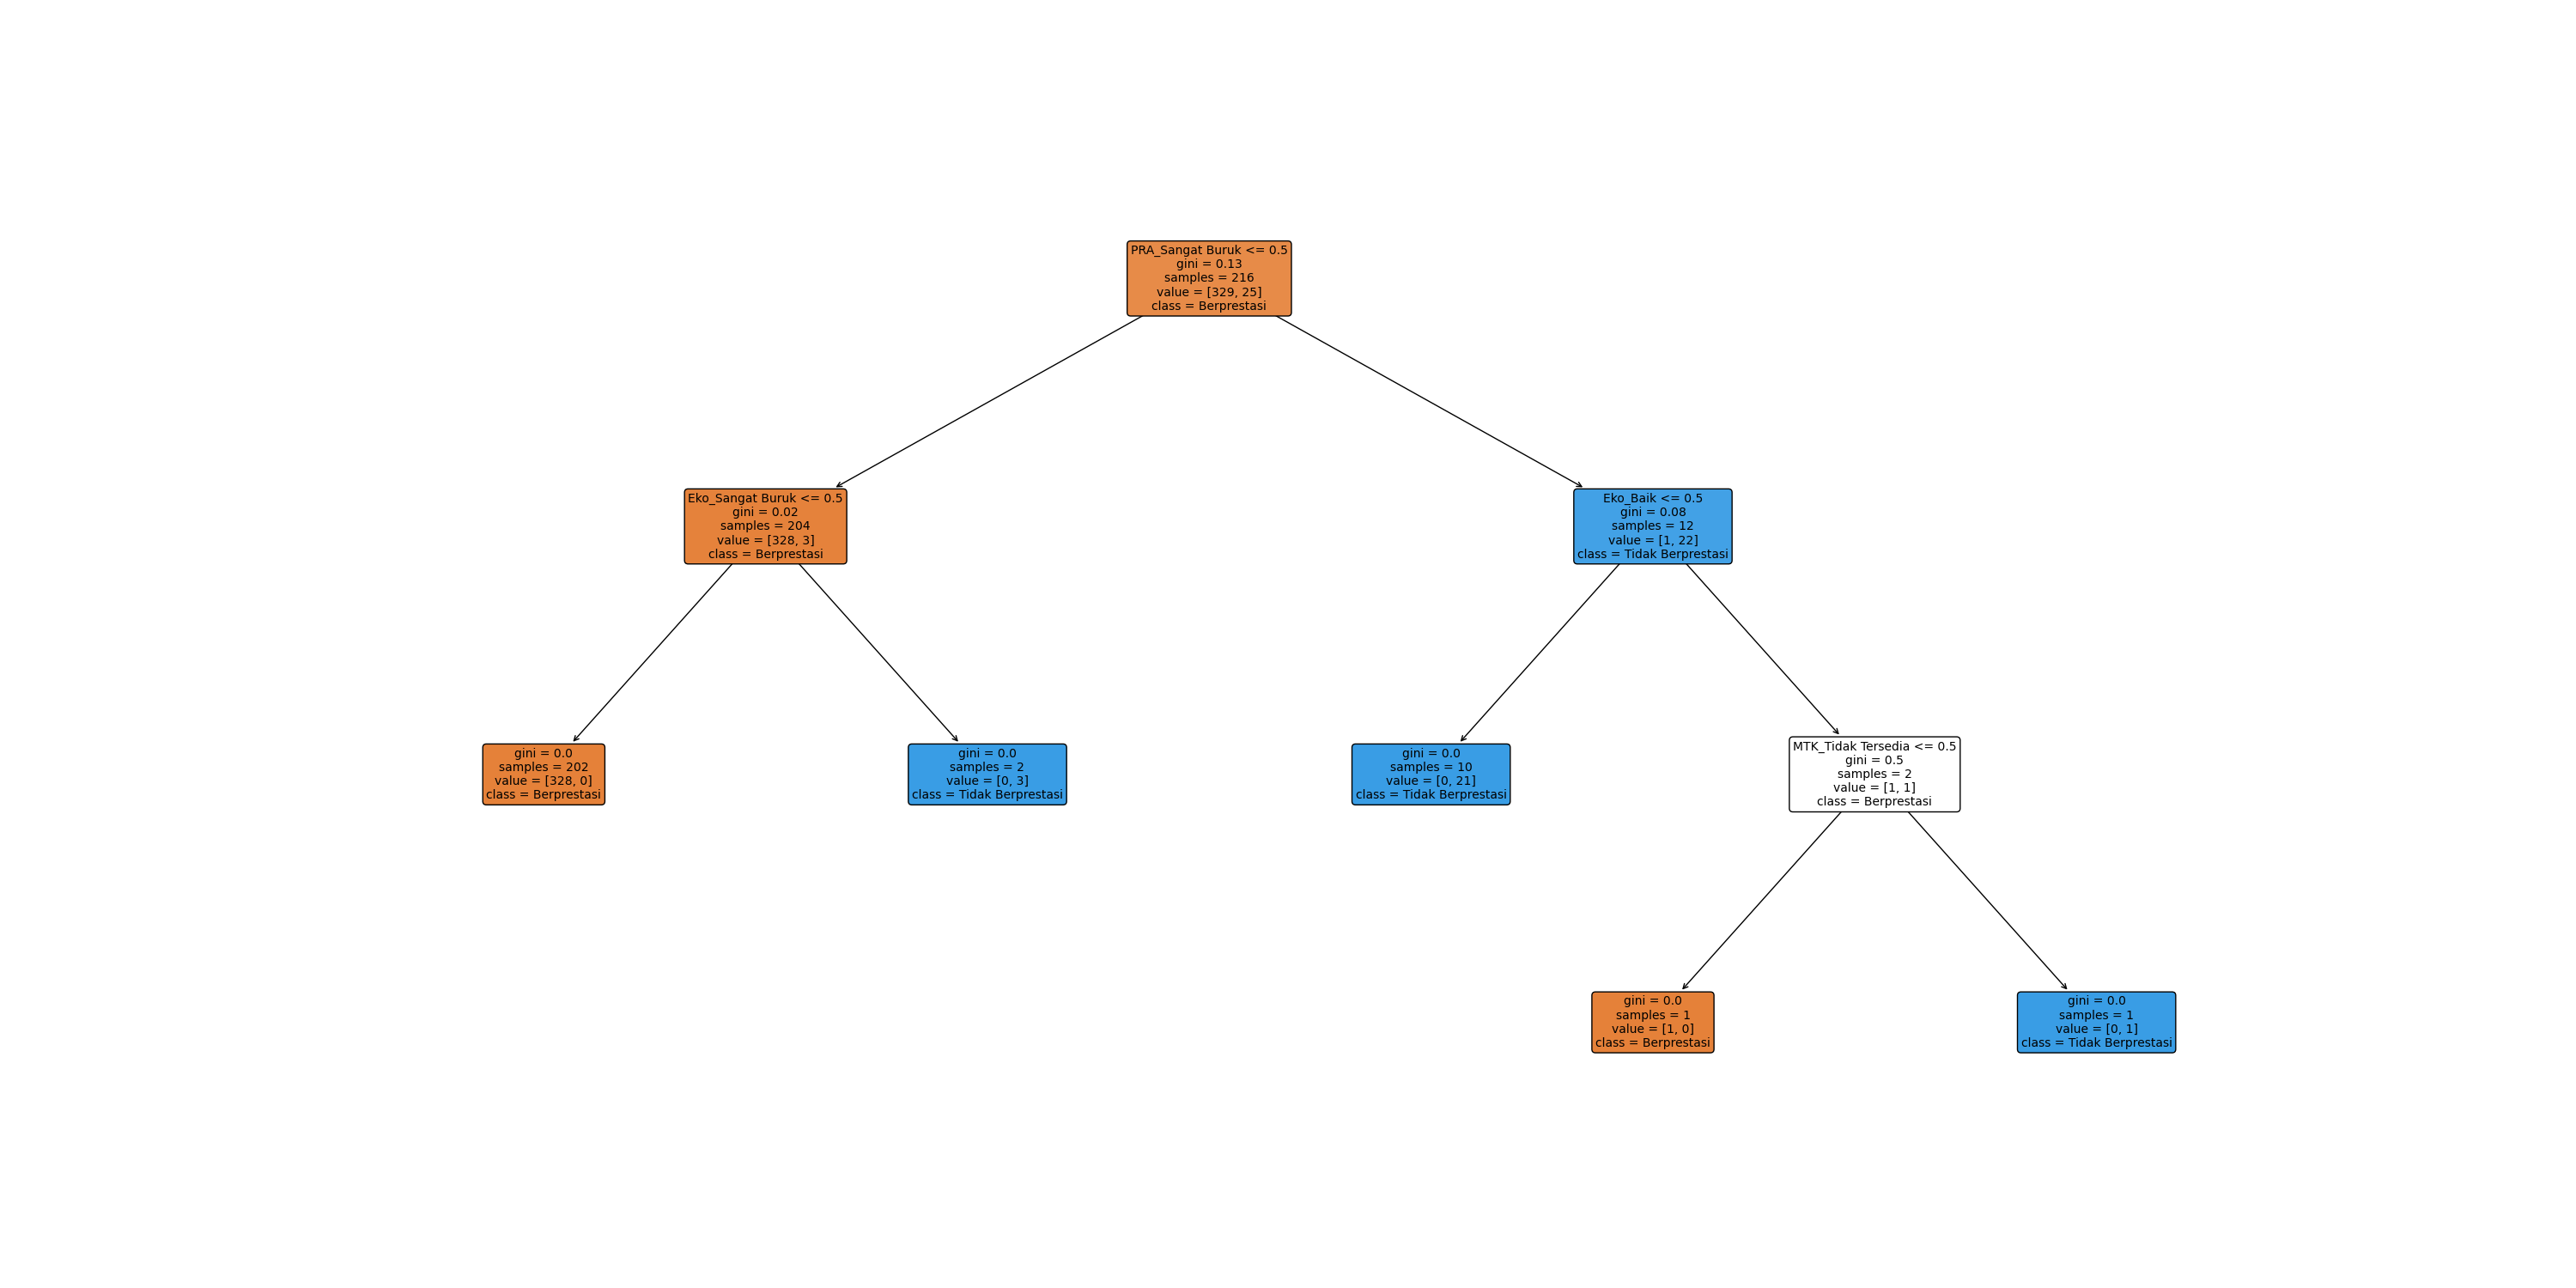 PRA_Sangat Buruk <= 0.5
gini = 0.13
samples = 216
value = [329, 25]
class = Berprestasi
Eko_Sangat Buruk <= 0.5
gini = 0.02
samples = 204
value = [328, 3]
class = Berprestasi
Eko_Baik <= 0.5
gini = 0.08
samples = 12
value = [1, 22]
class = Tidak Berprestasi
gini = 0.0
samples = 202
value = [328, 0]
class = Berprestasi
gini = 0.0
samples = 2
value = [0, 3]
class = Tidak Berprestasi
gini = 0.0
samples = 10
value = [0, 21]
class = Tidak Berprestasi
MTK_Tidak Tersedia <= 0.5
gini = 0.5
samples = 2
value = [1, 1]
class = Berprestasi
gini = 0.0
samples = 1
value = [1, 0]
class = Berprestasi
gini = 0.0
samples = 1
value = [0, 1]
class = Tidak Berprestasi